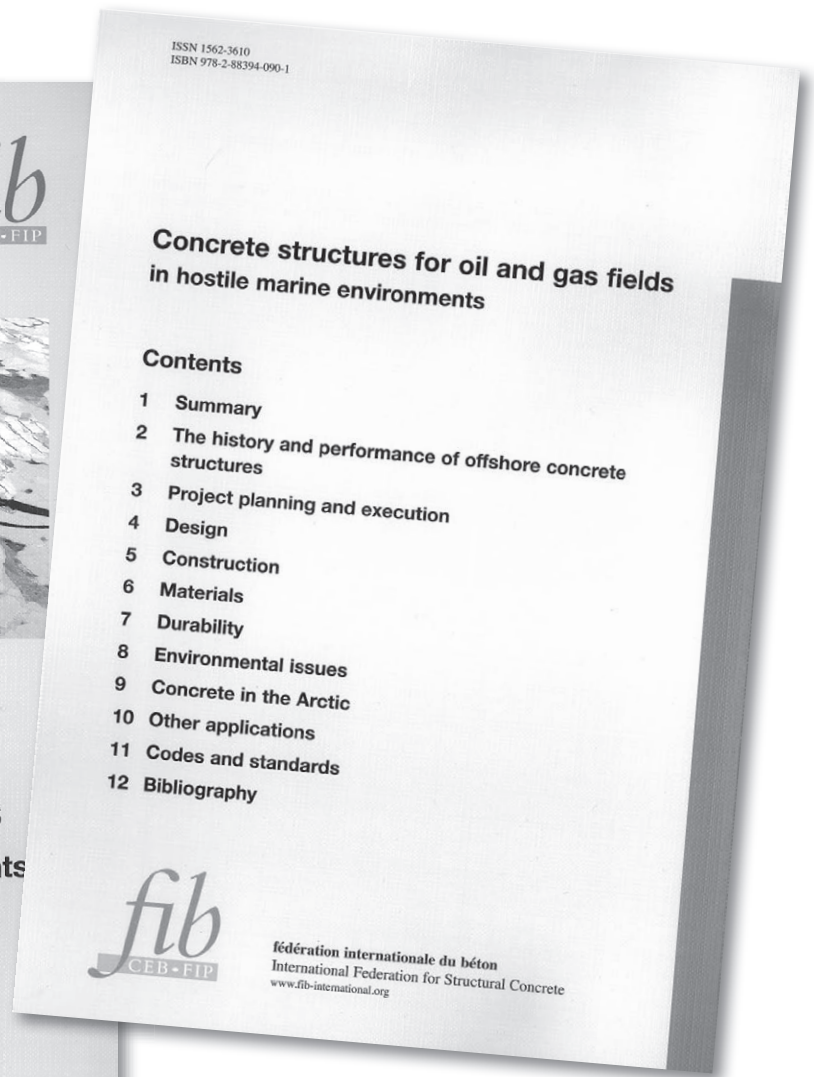 ISSN 1562-3610
ISBN 978-2-88394-090-1
Concrete structures for oil and gas fields
in hostile marine environments
Contents
1 Summary
2 The history and performance of offshore concrete
structures
3 Project planning and execution
4 Design
5 Construction
6 Materials
7 Durability
8 Environmental issues
9 Concrete in the Arctic
10 Other applications
11 Codes and standards
12 Bibliography
fib
CEB•FIP
fédération internationale du béton
International Federation for Structural Concrete
www.fib-international.org
b
•FIP
ts